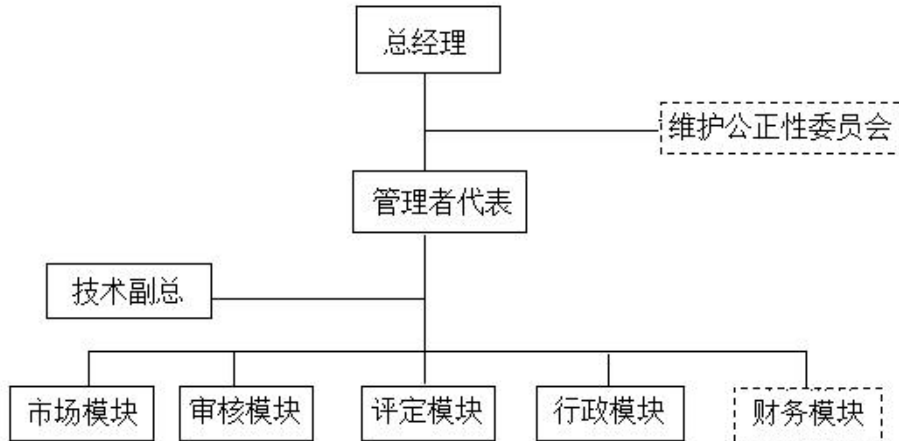 总经理
维护公正性委员会
管理者代表
技术副总
市场模块
审核模块
评定模块
行政模块
财务模块